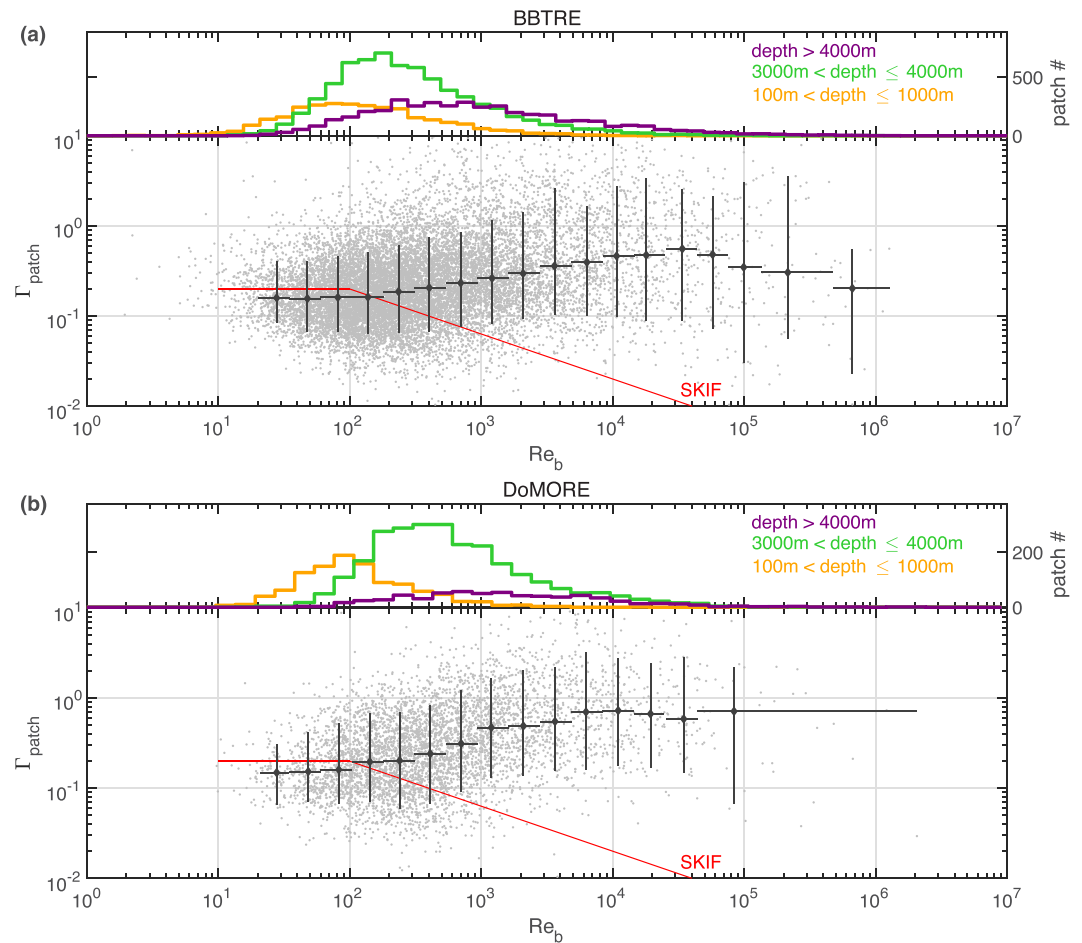 BBTRE
(a)
depth > 4000m
3000m < depth ≤ 4000m
100m < depth ≤ 1000m
500
0
patch #
10^1
10^1
10^0
10^-1
10^-2
Γ_patch
SKIF
10^0 10^1 10^2 10^3 10^4 10^5 10^6 10^7
Re_b
DoMORE
(b)
depth > 4000m
3000m < depth ≤ 4000m
100m < depth ≤ 1000m
200
0
patch #
10^1
10^0
10^-1
10^-2
Γ_patch
SKIF
10^0 10^1 10^2 10^3 10^4 10^5 10^6 10^7
Re_b